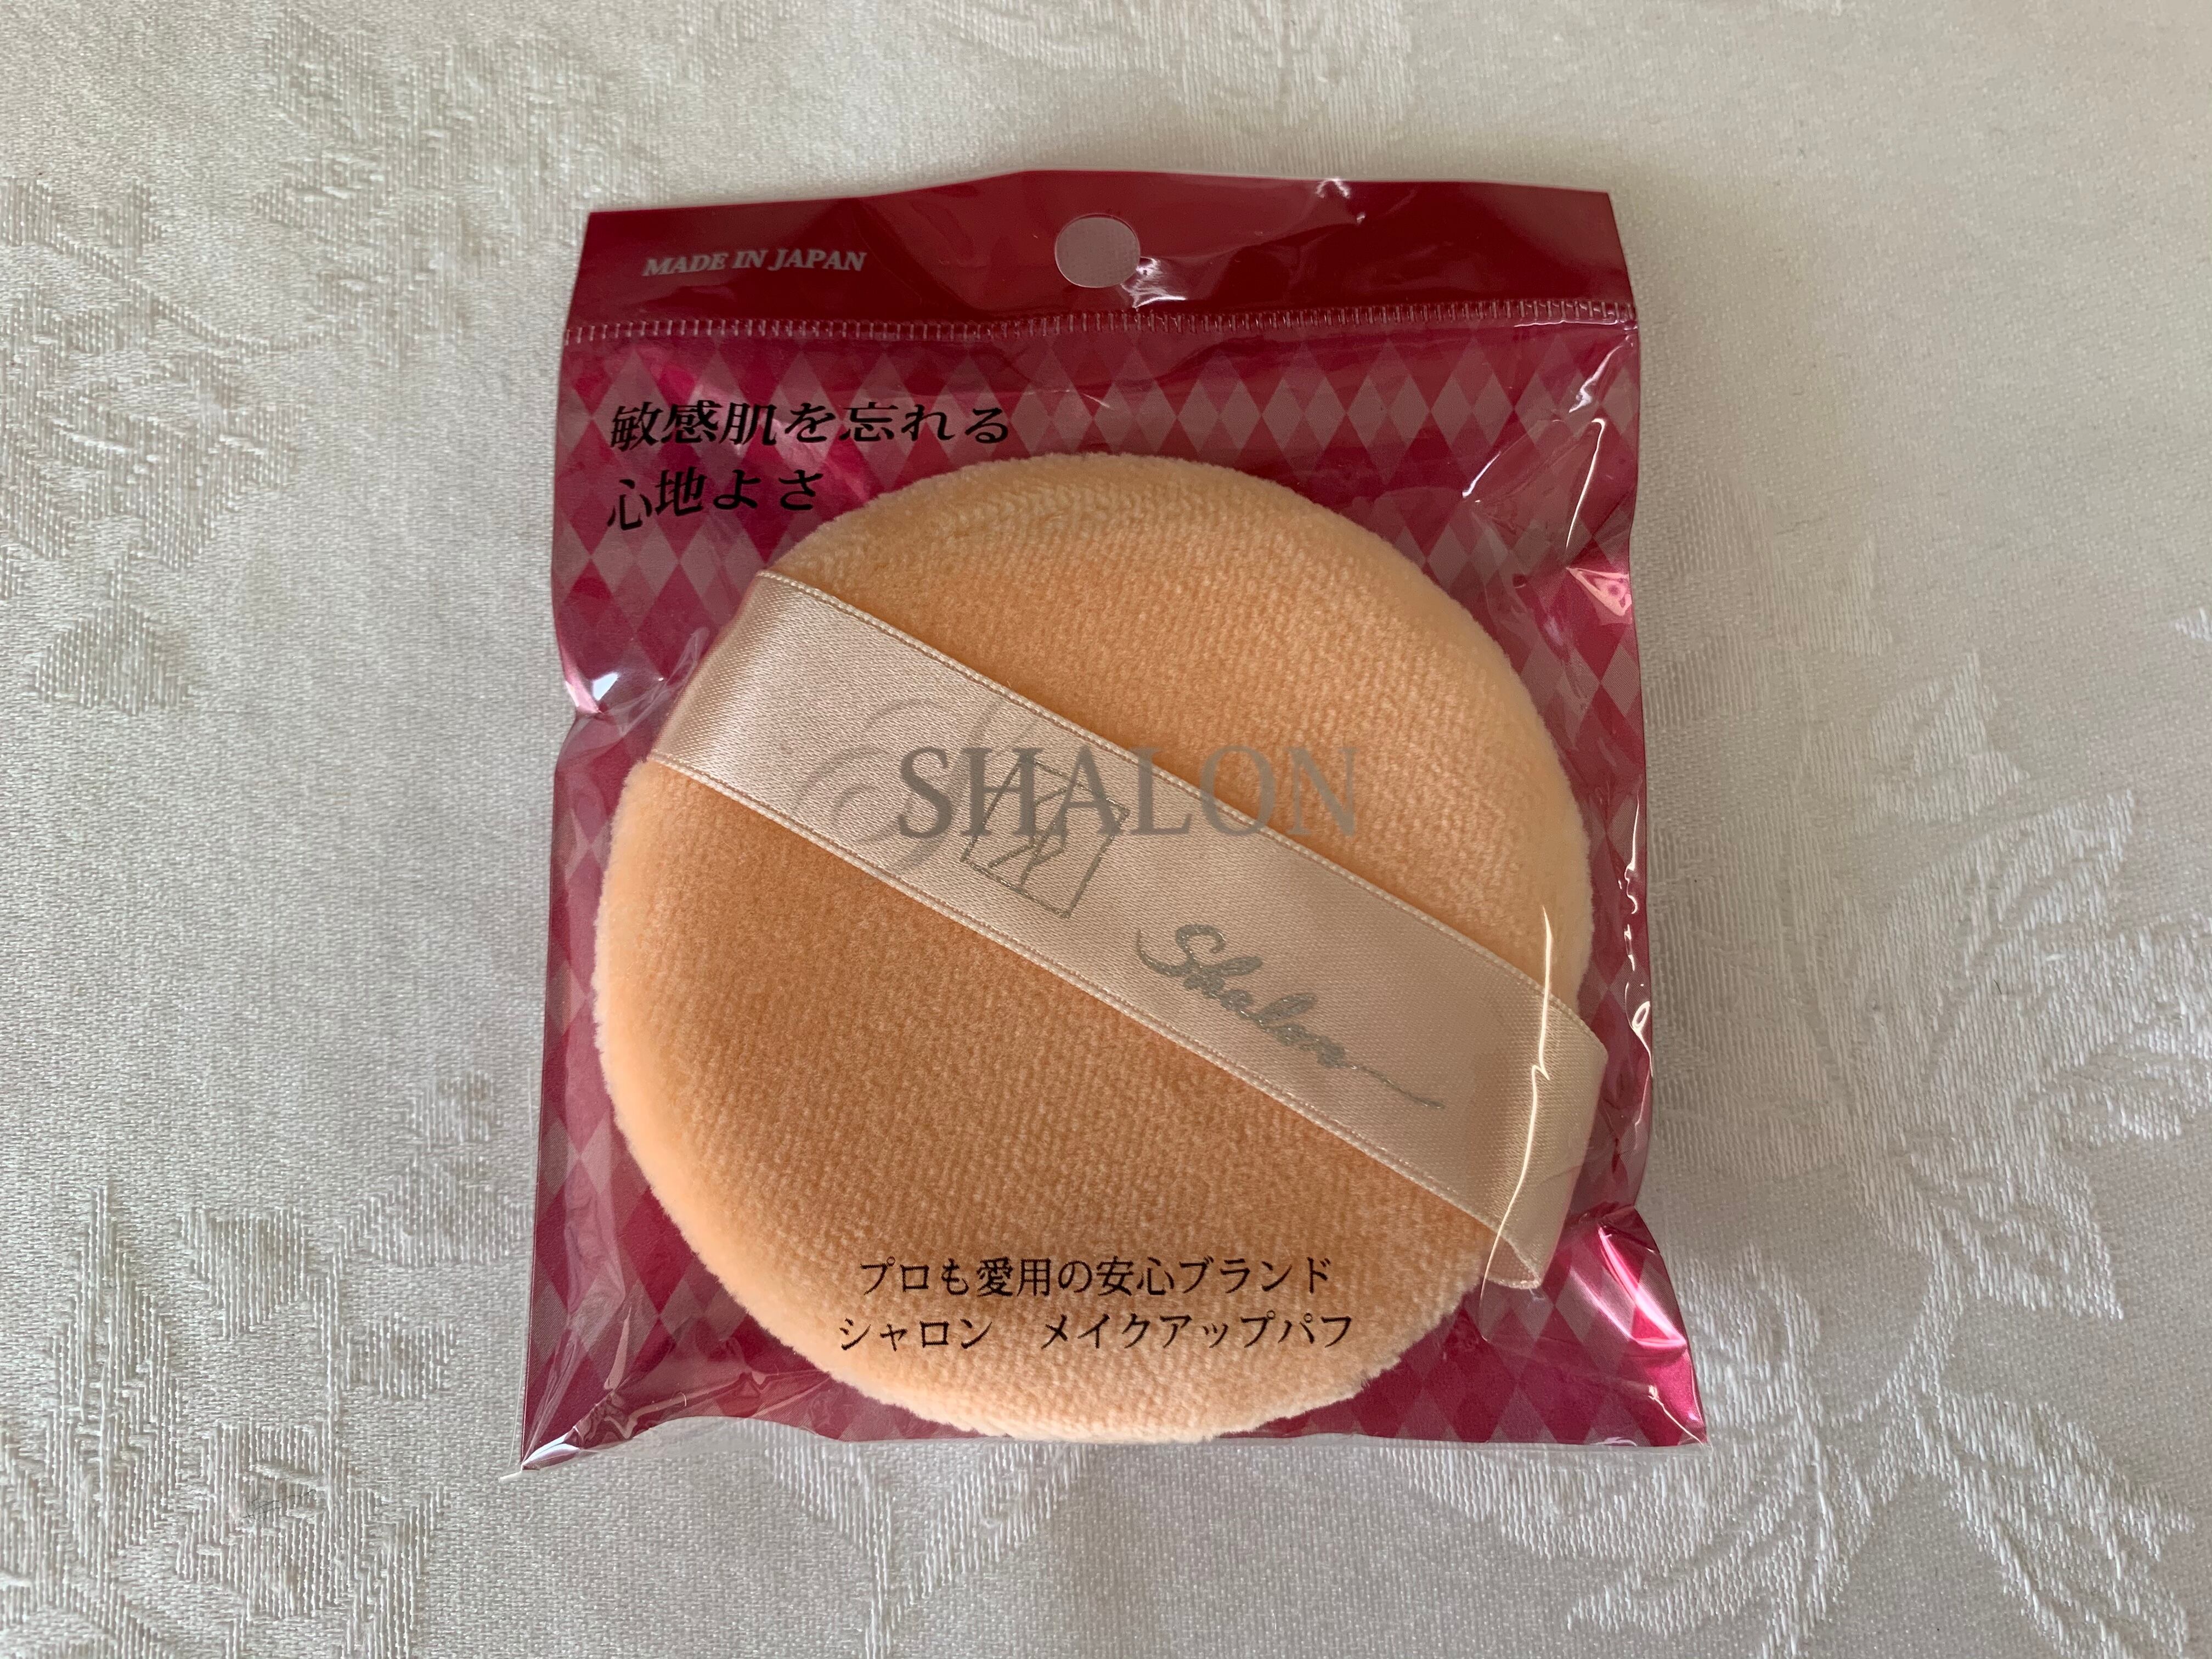 MADE IN JAPAN
敏感肌を忘れる
心地よさ
SHALON
Shalon
プロも愛用の安心ブランド
シャロン　メイクアップパフ